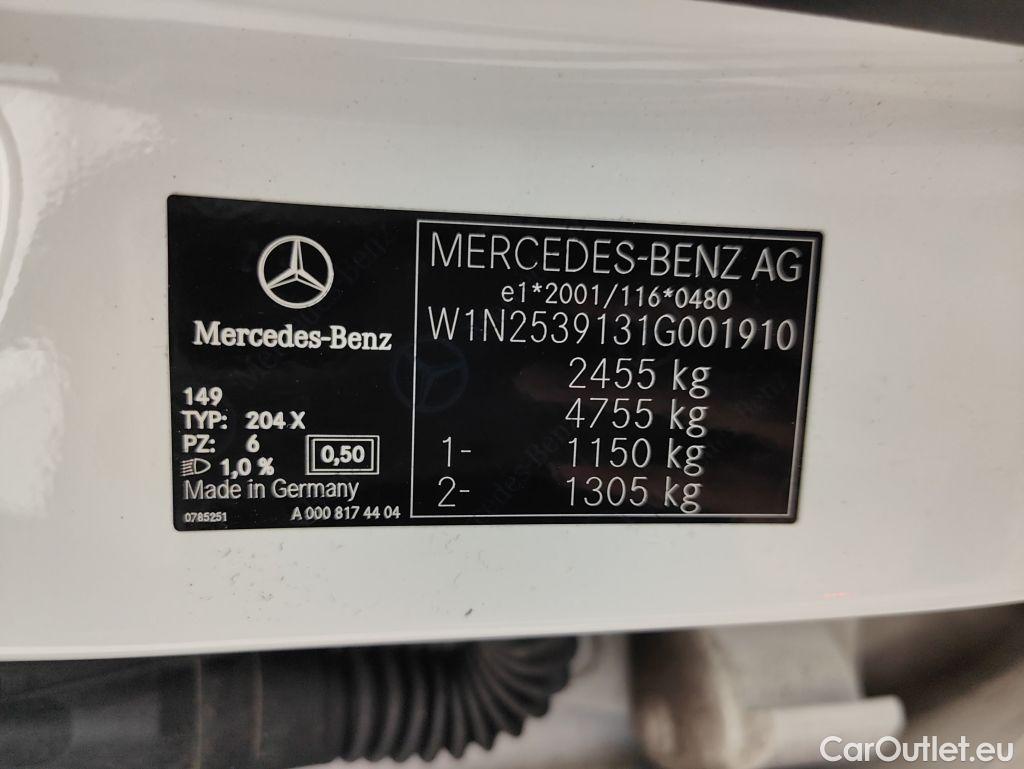 Mercedes-Benz
149
TYP: 204 X
PZ: 6
0,50
1,0 %
Made in Germany
0785251 A 000 817 44 04
MERCEDES-BENZ AG
e1*2001/116*0480
W1N2539131G001910
2455 kg
4755 kg
1- 1150 kg
2- 1305 kg
CarOutlet.eu